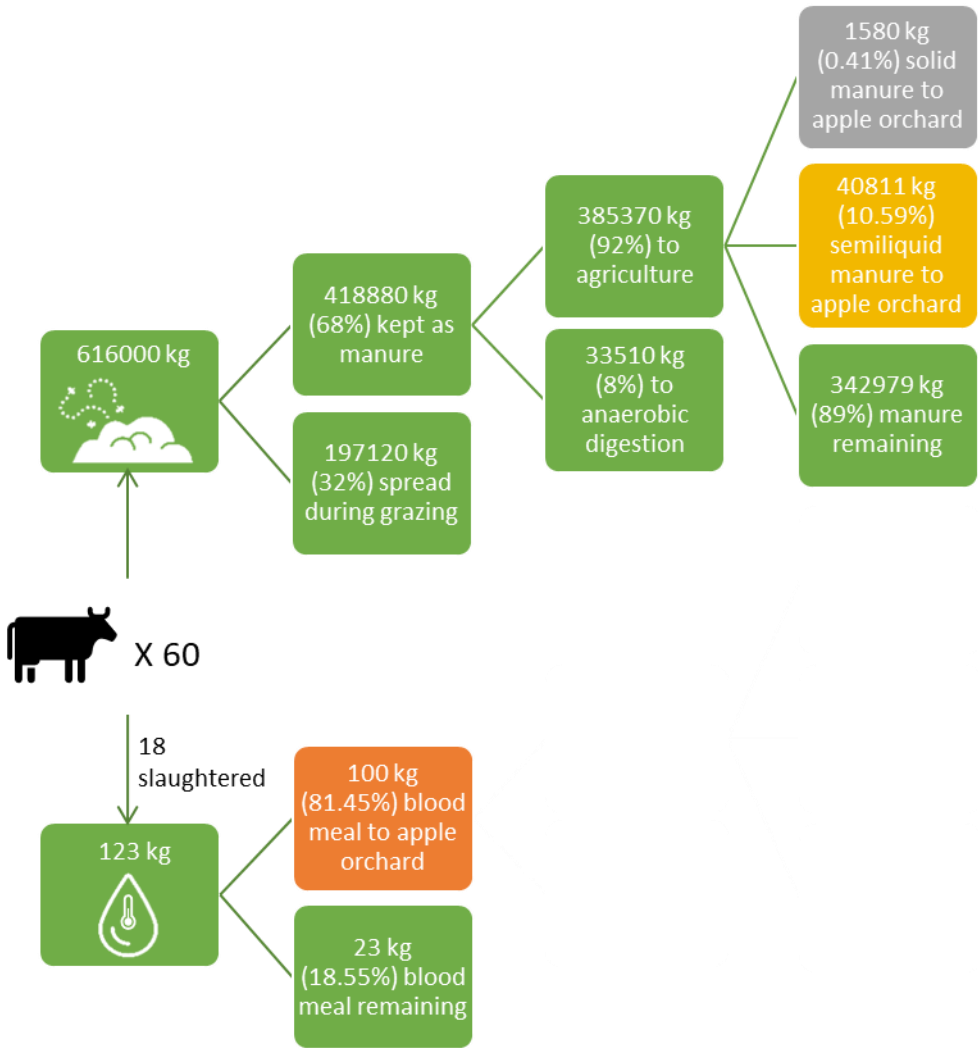 1580 kg
(0.41%) solid
manure to
apple orchard
40811 kg
(10.59%)
semiliquid
manure to
apple orchard
385370 kg
(92%) to
agriculture
418880 kg
(68%) kept as
manure
616000 kg
33510 kg
(8%) to
anaerobic
digestion
342979 kg
(89%) manure
remaining
197120 kg
(32%) spread
during grazing
X 60
18
slaughtered
100 kg
(81.45%) blood
meal to apple
orchard
123 kg
23 kg
(18.55%) blood
meal remaining